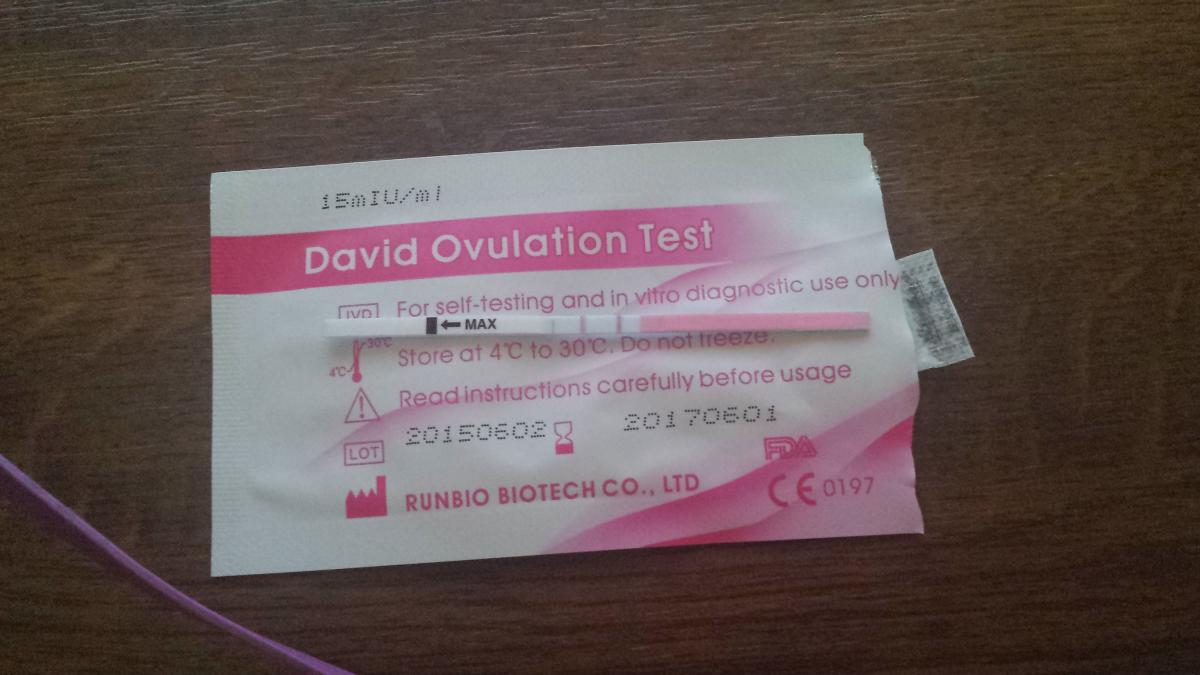 15mIU/ml
David Ovulation Test
IVD
For self-testing and in vitro diagnostic use only
MAX
30℃
4℃
Store at 4℃ to 30℃. Do not freeze.
Read instructions carefully before usage
LOT
20150602
20170601
FDA
RUNBIO BIOTECH CO., LTD
CE 0197